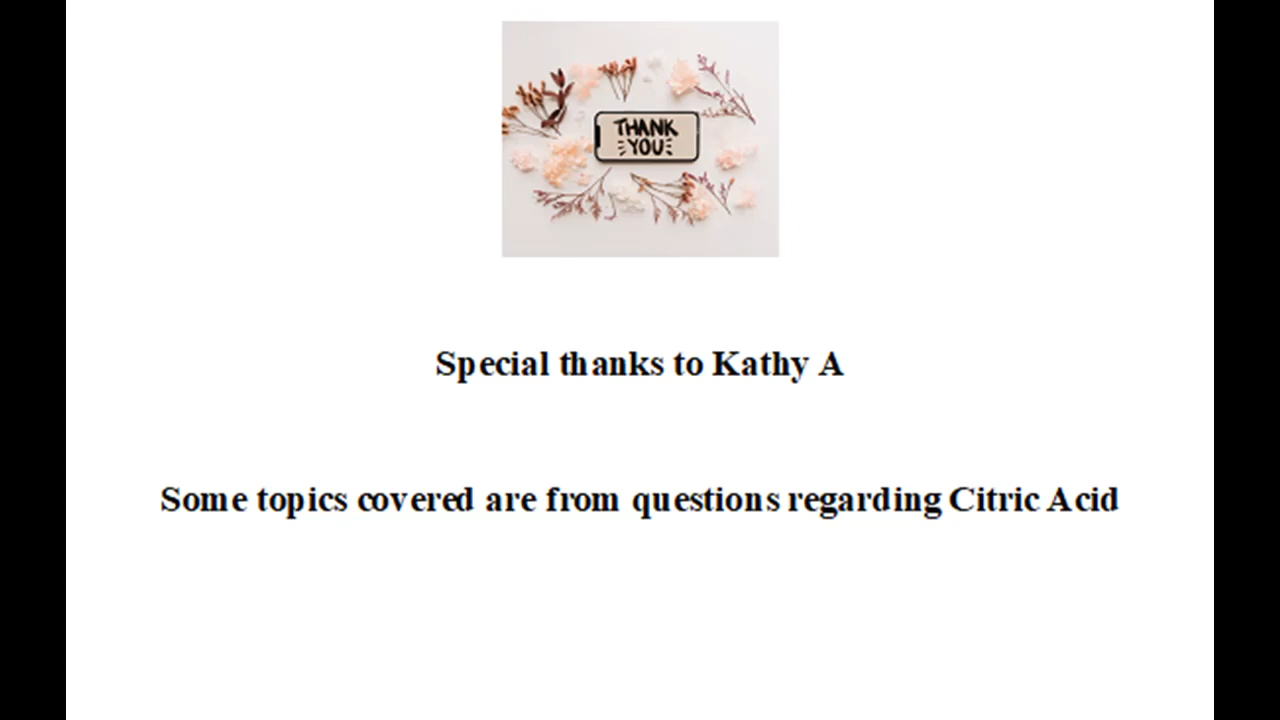 THANK
YOU
Special thanks to Kathy A
Some topics covered are from questions regarding Citric Acid